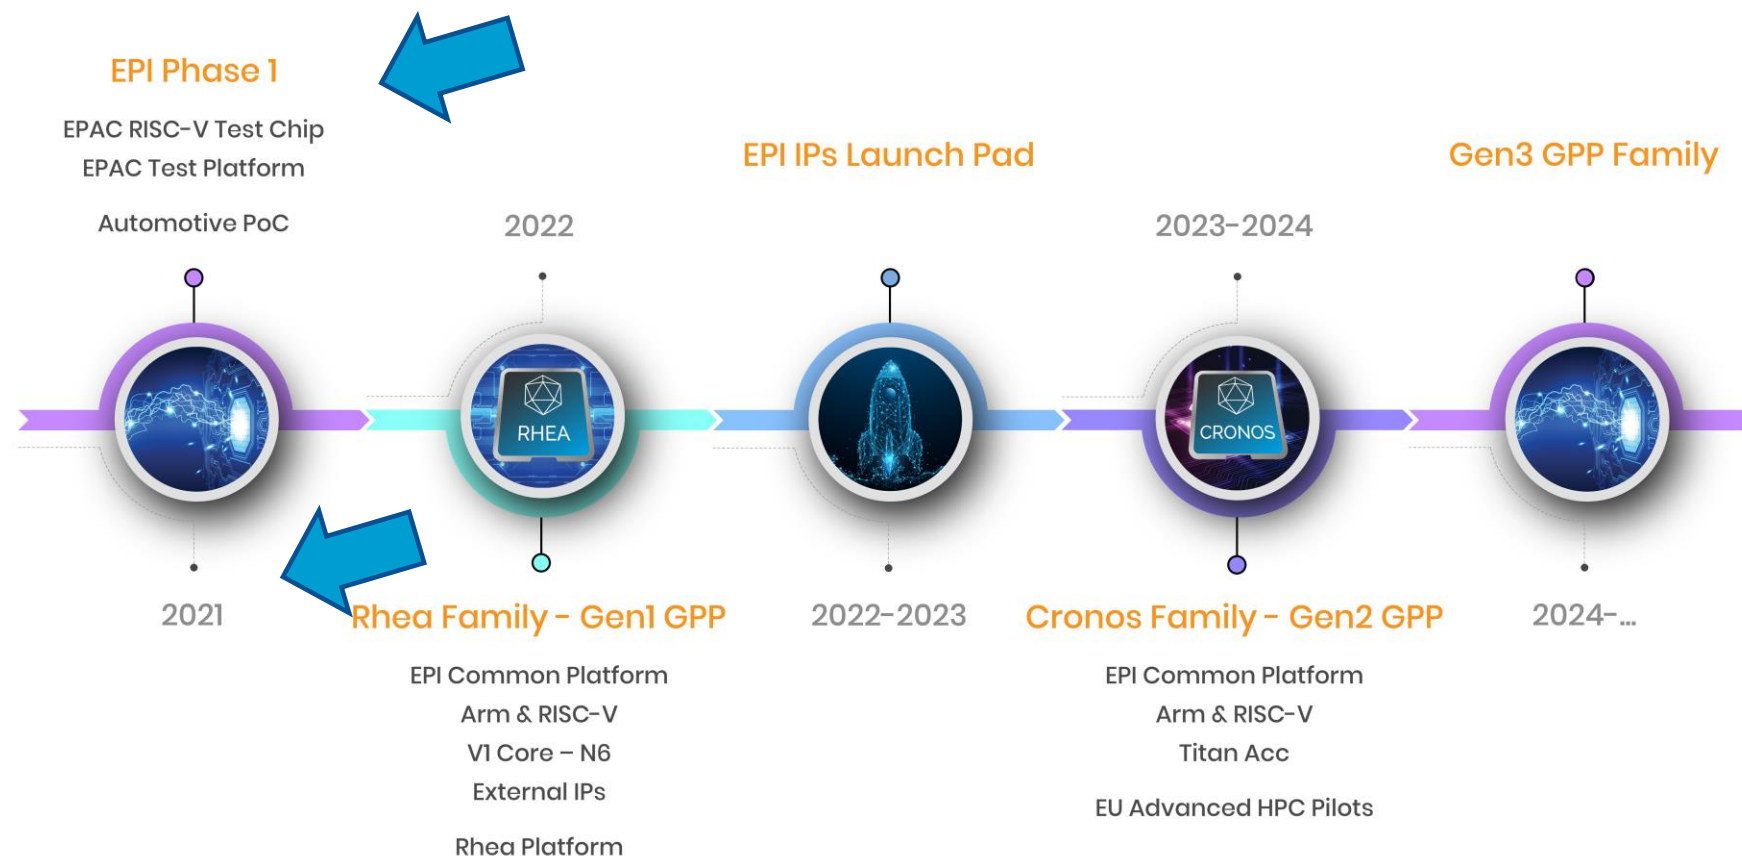 EPI Phase 1
EPAC RISC-V Test Chip
EPAC Test Platform
Automotive PoC
2021
2022
RHEA
Rhea Family - Gen1 GPP
EPI Common Platform
Arm & RISC-V
V1 Core – N6
External IPs
Rhea Platform
EPI IPs Launch Pad
2022-2023
2023-2024
CRONOS
Cronos Family - Gen2 GPP
EPI Common Platform
Arm & RISC-V
Titan Acc
EU Advanced HPC Pilots
Gen3 GPP Family
2024-...